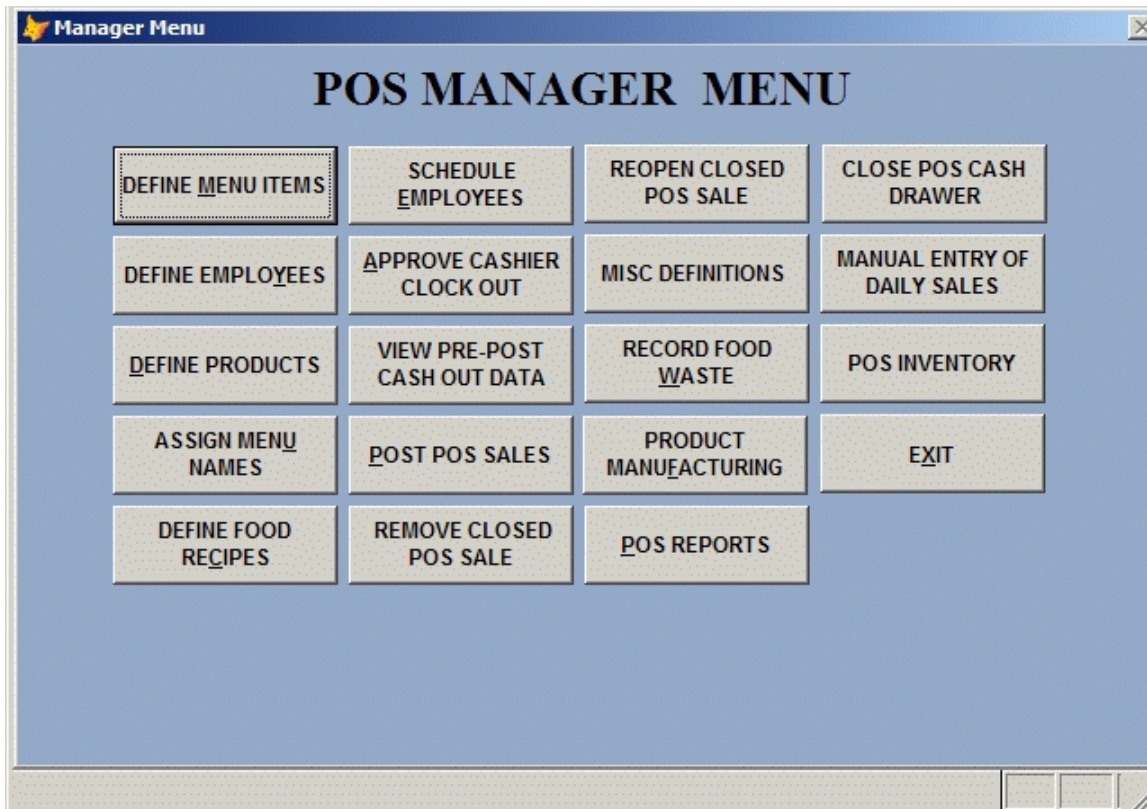 Manager Menu
POS MANAGER MENU
DEFINE MENU ITEMS
SCHEDULE
EMPLOYEES
REOPEN CLOSED
POS SALE
CLOSE POS CASH
DRAWER
DEFINE EMPLOYEES
APPROVE CASHIER
CLOCK OUT
MISC DEFINITIONS
MANUAL ENTRY OF
DAILY SALES
DEFINE PRODUCTS
VIEW PRE-POST
CASH OUT DATA
RECORD FOOD
WASTE
POS INVENTORY
ASSIGN MENU
NAMES
POST POS SALES
PRODUCT
MANUFACTURING
EXIT
DEFINE FOOD
RECIPES
REMOVE CLOSED
POS SALE
POS REPORTS